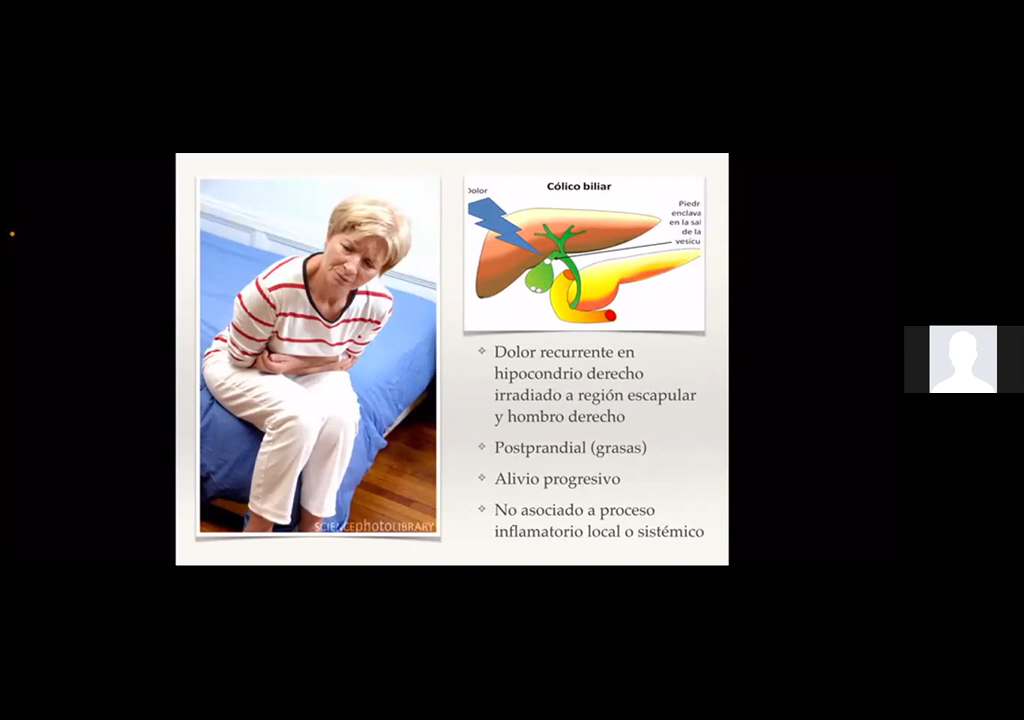 Dolor
Cólico biliar
Piedr
enclava
en la sal
de la
vesicu
Dolor recurrente en
hipocondrio derecho
irradiado a región escapular
y hombro derecho
Postprandial (grasas)
Alivio progresivo
No asociado a proceso
inflamatorio local o sistémico
SCIENCEphotoLIBRARY